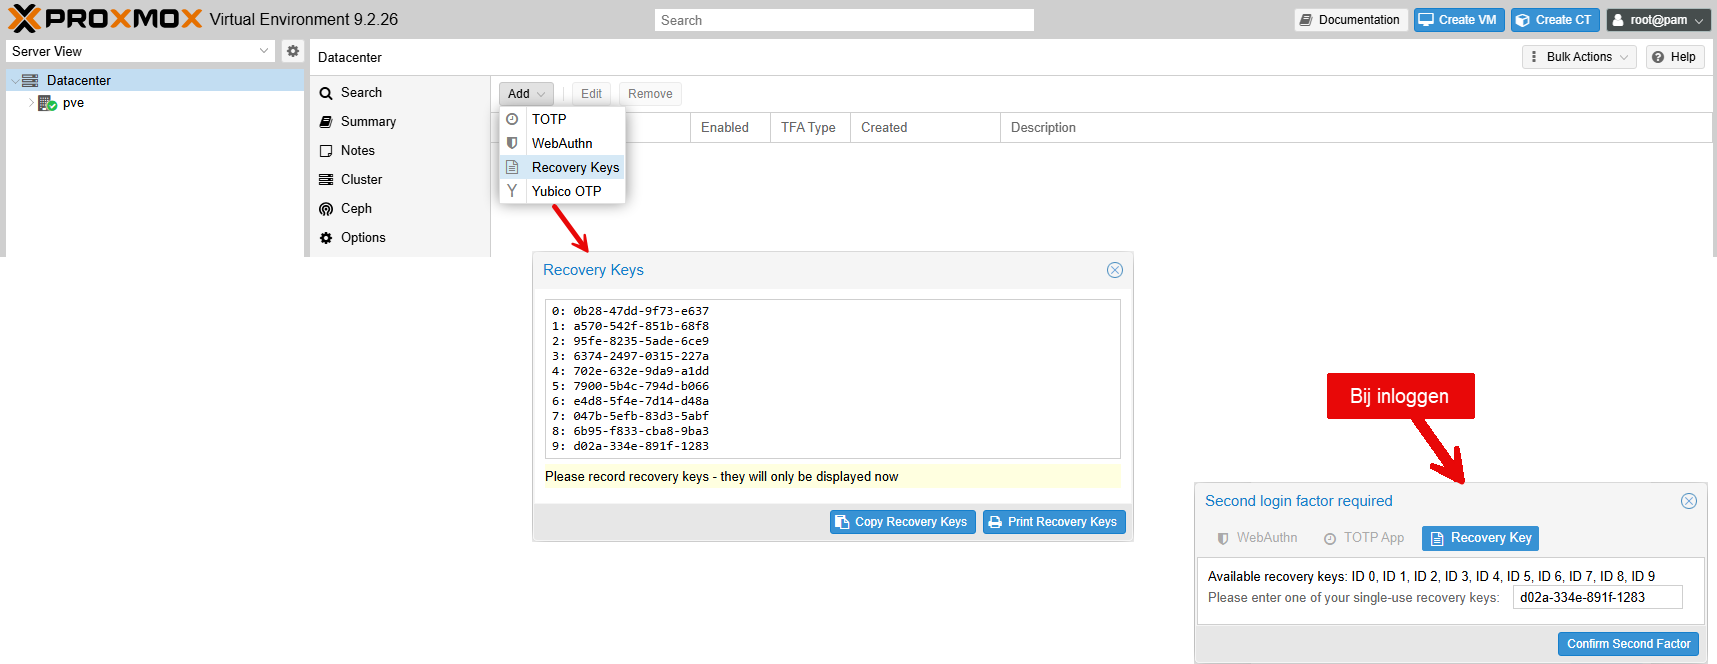 PROXMOX Virtual Environment 9.2.26
Search
Documentation
Create VM
Create CT
root@pam
Server View
Datacenter
pve
Datacenter
Bulk Actions
Help
Search
Summary
Notes
Cluster
Ceph
Options
Add
Edit
Remove
Enabled
TFA Type
Created
Description
TOTP
WebAuthn
Recovery Keys
Yubico OTP
Recovery Keys
0: 0b28-47dd-9f73-e637
1: a570-542f-851b-68f8
2: 95fe-8235-5ade-6ce9
3: 6374-2497-0315-227a
4: 702e-632e-9da9-a1dd
5: 7900-5b4c-794d-b066
6: e4d8-5f4e-7d14-d48a
7: 047b-5efb-83d3-5abf
8: 6b95-f833-cba8-9ba3
9: d02a-334e-891f-1283
Please record recovery keys - they will only be displayed now
Copy Recovery Keys
Print Recovery Keys
Bij inloggen
Second login factor required
WebAuthn
TOTP App
Recovery Key
Available recovery keys: ID 0, ID 1, ID 2, ID 3, ID 4, ID 5, ID 6, ID 7, ID 8, ID 9
Please enter one of your single-use recovery keys: d02a-334e-891f-1283
Confirm Second Factor